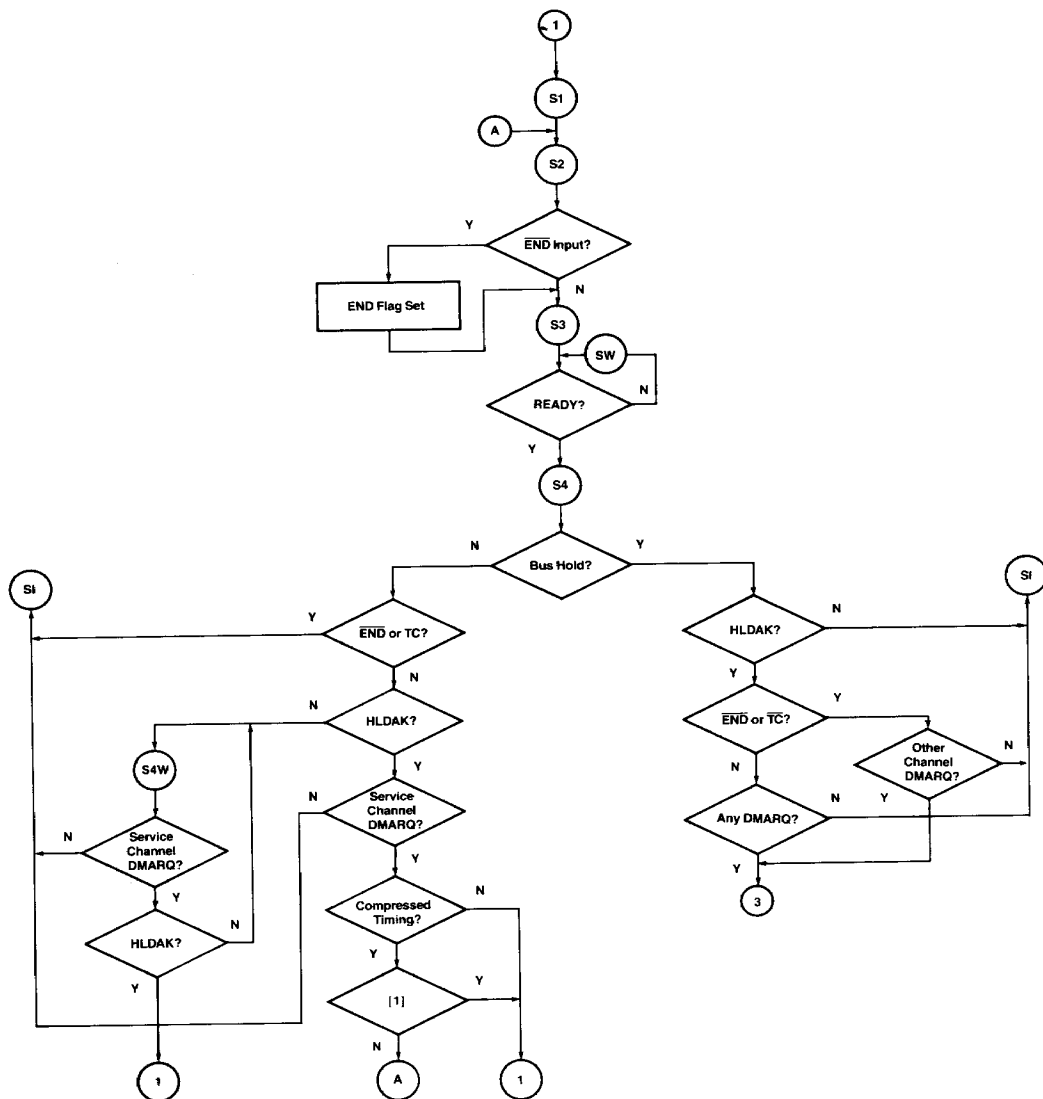 1
S1
A
S2
Y
END Input?
N
END Flag Set
S3
SW
N
READY?
Y
S4
N
Bus Hold?
Y
SI
Y
END or TC?
N
N
HLDAK?
Y
S4W
N
Service
Channel
DMARQ?
Y
N
Service
Channel
DMARQ?
Y
N
HLDAK?
Y
Compressed
Timing?
N
Y
[1]
Y
N
1
A
1
SI
N
HLDAK?
Y
END or TC?
Y
N
Other
Channel
DMARQ?
N
Y
Any DMARQ?
N
Y
3